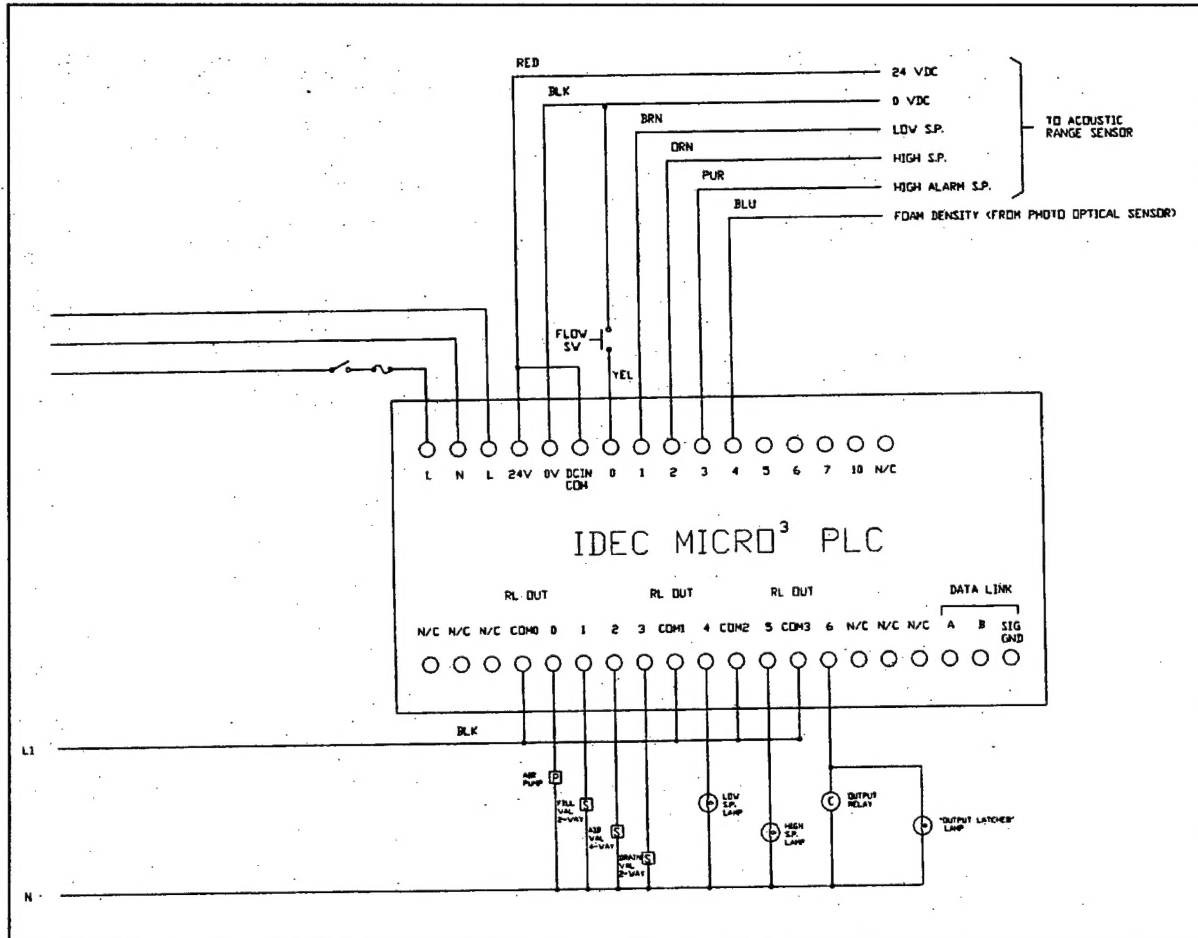 RED
24 VDC
BLK
0 VDC
BRN
LOW S.P.
TO ACOUSTIC
RANGE SENSOR
ORN
HIGH S.P.
PUR
HIGH ALARM S.P.
BLU
FOAM DENSITY (FROM PHOTO OPTICAL SENSOR)
FLOW
SW
YEL
L N L 24V 0V DCIN COM 0 1 2 3 4 5 6 7 10 N/C
IDEC MICRO³ PLC
RL OUT RL OUT RL OUT DATA LINK
N/C N/C N/C COM0 0 1 2 3 COM1 4 COM2 5 COM3 6 N/C N/C N/C A B SIG GND
BLK
L1
AIR
PUMP
P
FILL
VAL
2-WAY
S
AIR
VAL
4-WAY
S
DRAIN
VAL
2-WAY
S
LOW
S.P.
LAMP
HIGH
S.P.
LAMP
C
OUTPUT
RELAY
"OUTPUT LATCHED"
LAMP
N